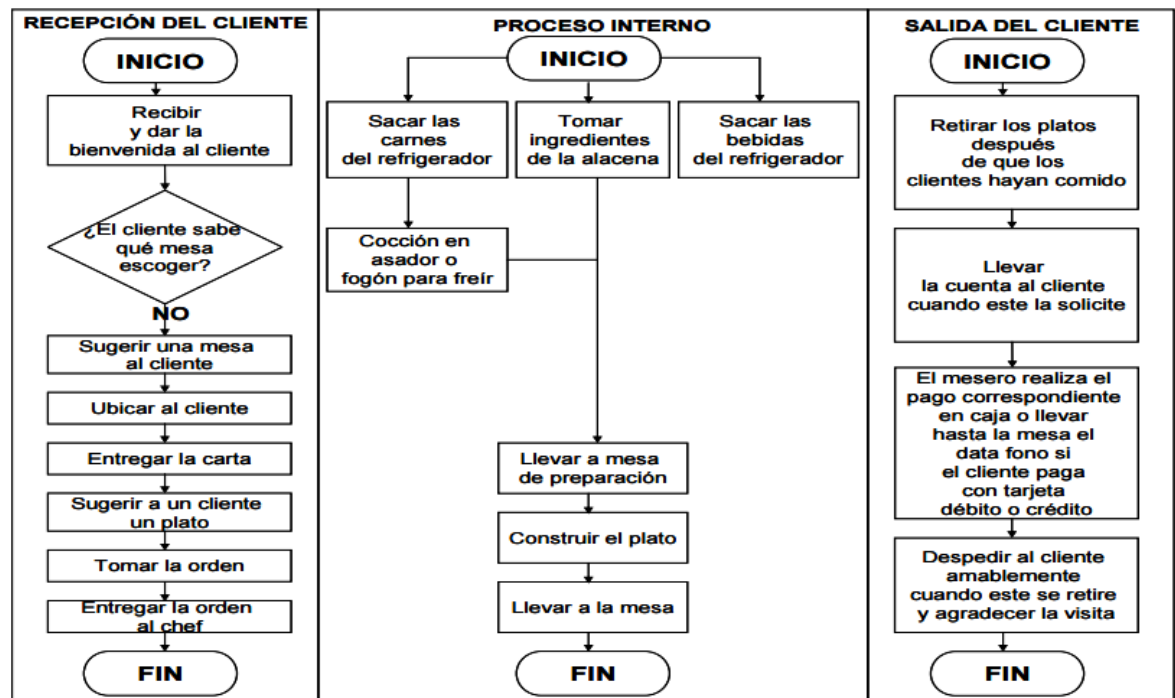 RECEPCIÓN DEL CLIENTE
INICIO
Recibir
y dar la
bienvenida al cliente
¿El cliente sabe
qué mesa
escoger?
NO
Sugerir una mesa
al cliente
Ubicar al cliente
Entregar la carta
Sugerir a un cliente
un plato
Tomar la orden
Entregar la orden
al chef
FIN
PROCESO INTERNO
INICIO
Sacar las
carnes
del refrigerador
Tomar
ingredientes
de la alacena
Sacar las
bebidas
del refrigerador
Cocción en
asador o
fogón para freír
Llevar a mesa
de preparación
Construir el plato
Llevar a la mesa
FIN
SALIDA DEL CLIENTE
INICIO
Retirar los platos
después
de que los
clientes hayan comido
Llevar
la cuenta al cliente
cuando este la solicite
El mesero realiza el
pago correspondiente
en caja o llevar
hasta la mesa el
data fono si
el cliente paga
con tarjeta
débito o crédito
Despedir al cliente
amablemente
cuando este se retire
y agradecer la visita
FIN